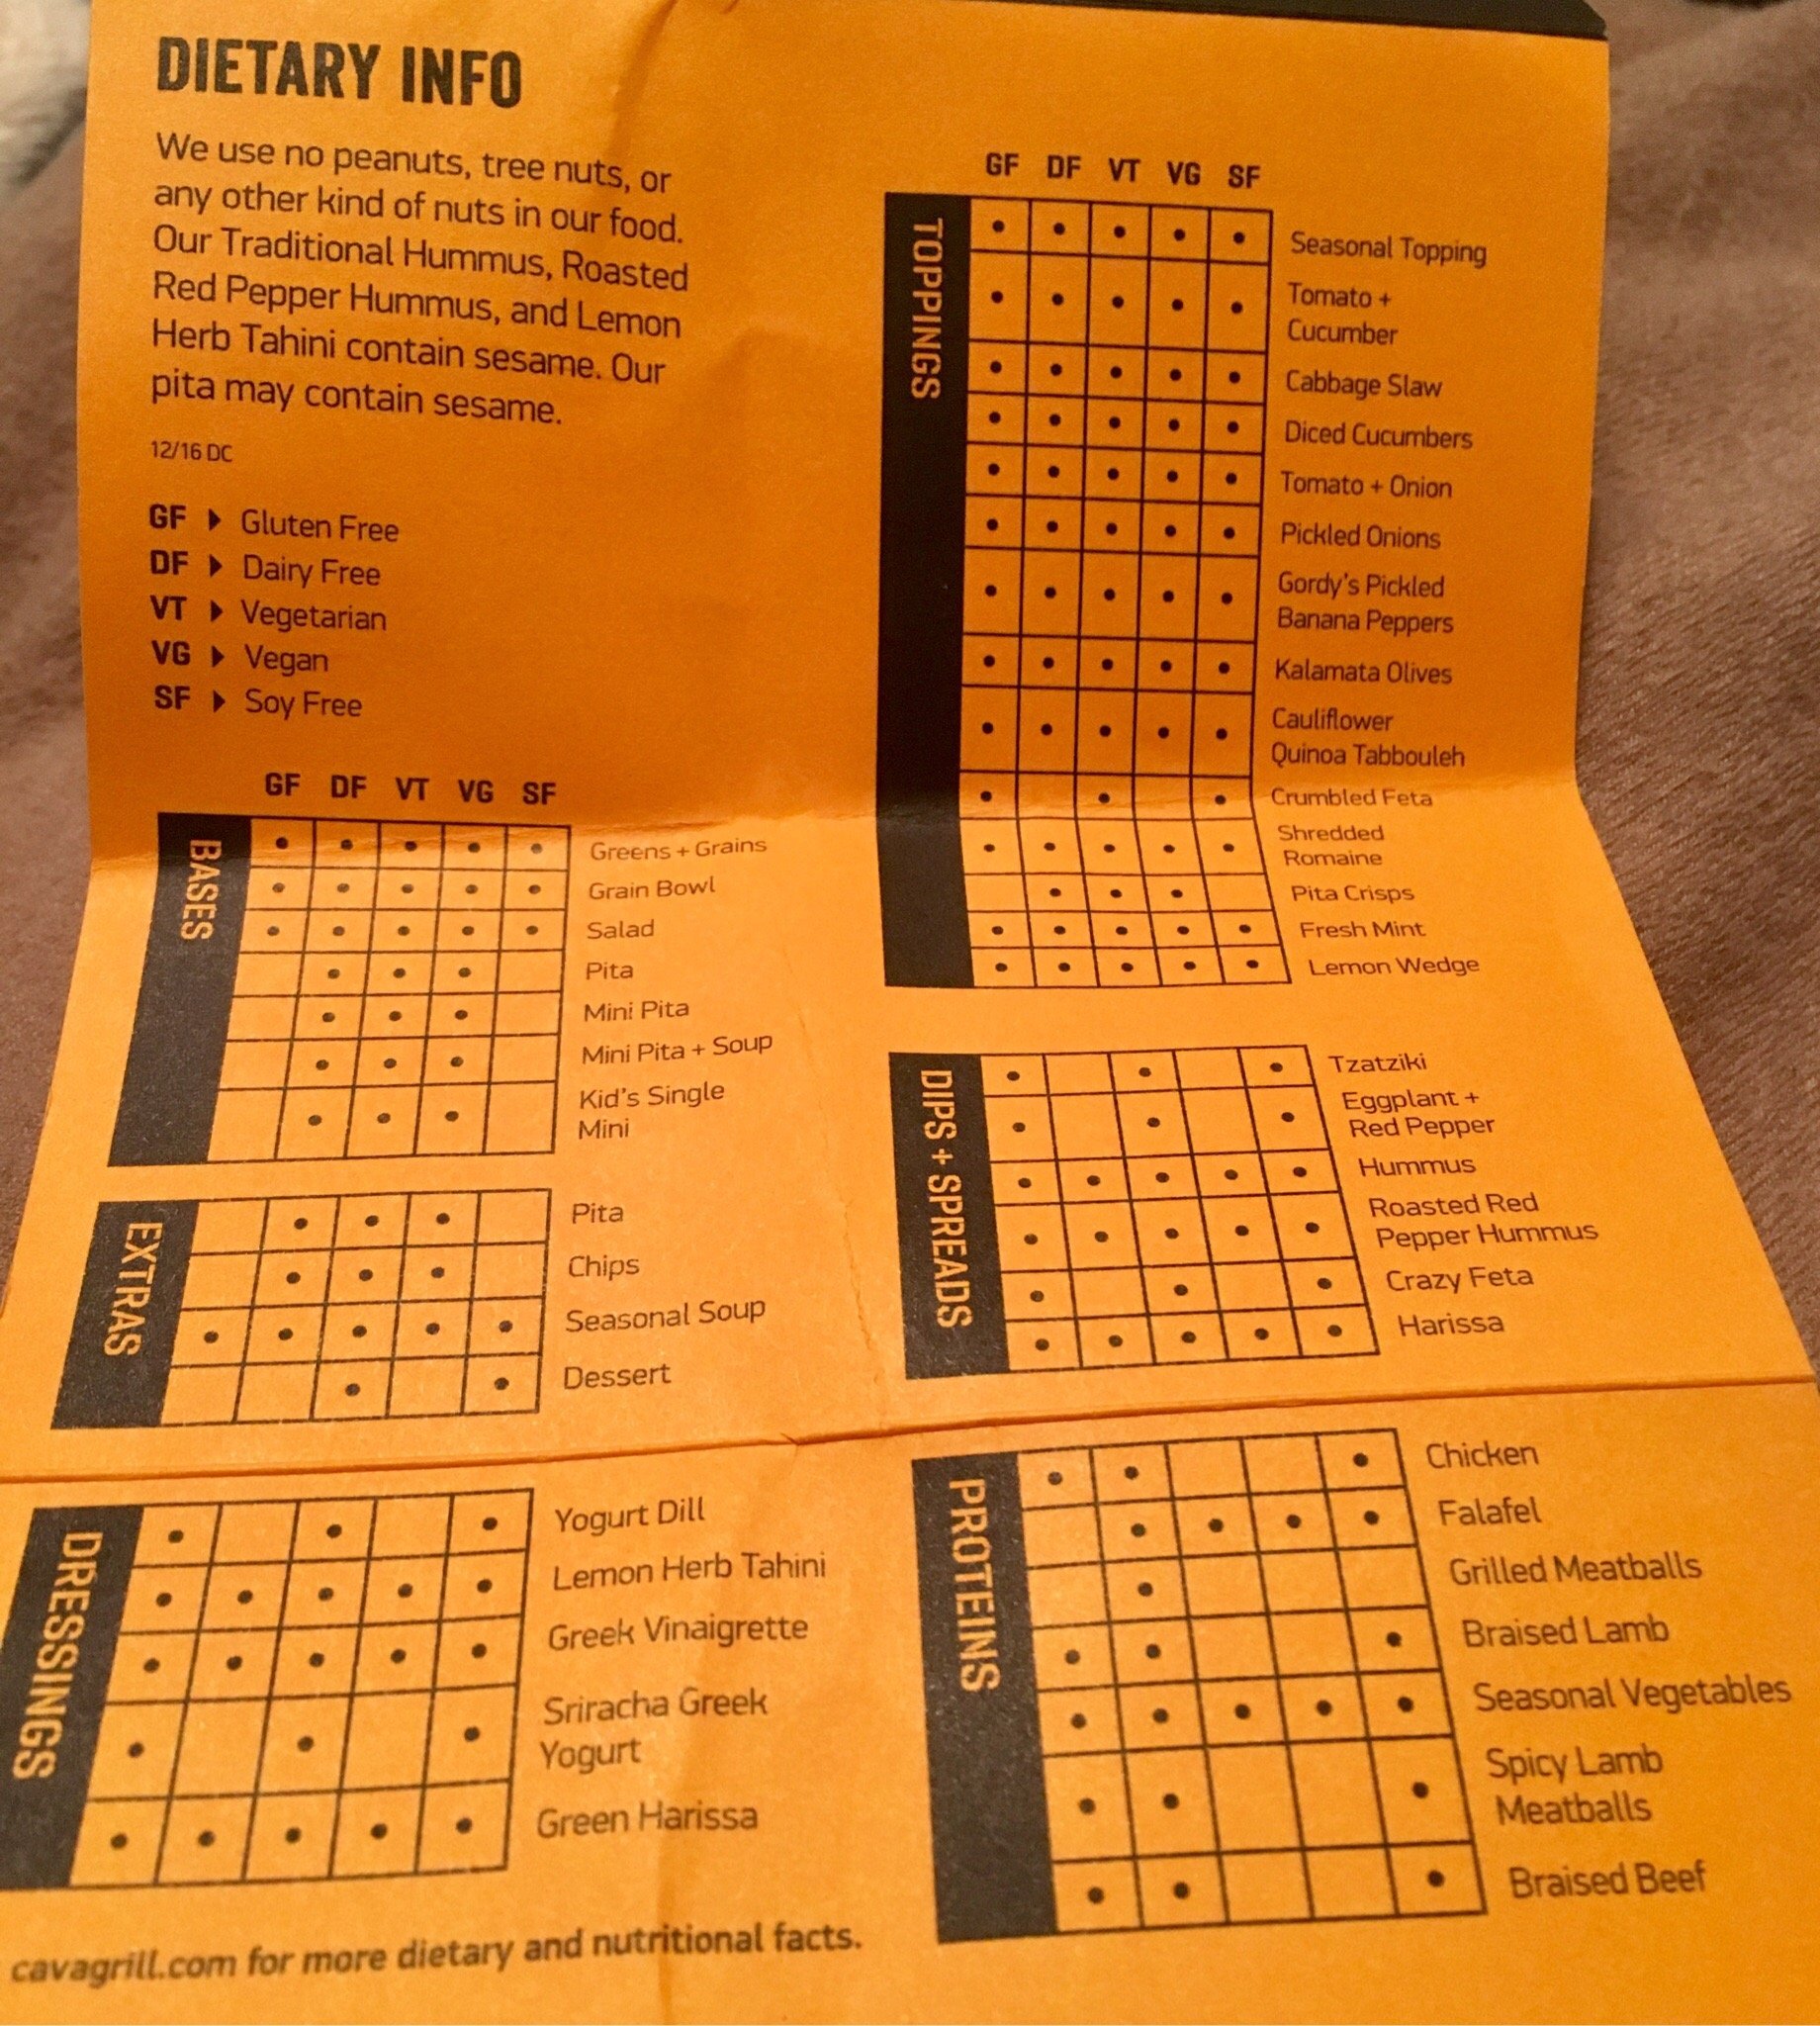 DIETARY INFO
We use no peanuts, tree nuts, or
any other kind of nuts in our food.
Our Traditional Hummus, Roasted
Red Pepper Hummus, and Lemon
Herb Tahini contain sesame. Our
pita may contain sesame.
12/16 DC
GF ▸ Gluten Free
DF ▸ Dairy Free
VT ▸ Vegetarian
VG ▸ Vegan
SF ▸ Soy Free
GF DF VT VG SF
BASES
• • • • • Greens + Grains
• • • • • Grain Bowl
• • • • • Salad
• • • Pita
• • • Mini Pita
• • • Mini Pita + Soup
• • • Kid's Single
Mini
EXTRAS
• • • Pita
• • • Chips
• • • • • Seasonal Soup
• • Dessert
DRESSINGS
• • • Yogurt Dill
• • • • • Lemon Herb Tahini
• • • • • Greek Vinaigrette
• • • Sriracha Greek
Yogurt
• • • • • Green Harissa
cavagrill.com for more dietary and nutritional facts.
GF DF VT VG SF
TOPPINGS
• • • • • Seasonal Topping
• • • • • Tomato +
Cucumber
• • • • • Cabbage Slaw
• • • • • Diced Cucumbers
• • • • • Tomato + Onion
• • • • • Pickled Onions
• • • • • Gordy's Pickled
Banana Peppers
• • • • • Kalamata Olives
• • • • • Cauliflower
Quinoa Tabbouleh
• • • Crumbled Feta
• • • • • Shredded
Romaine
• • • Pita Crisps
• • • • • Fresh Mint
• • • • • Lemon Wedge
DIPS + SPREADS
• • • Tzatziki
• • • Eggplant +
Red Pepper
• • • • • Hummus
• • • • • Roasted Red
Pepper Hummus
• • • Crazy Feta
• • • • • Harissa
PROTEINS
• • • Chicken
• • • • Falafel
• Grilled Meatballs
• • • Braised Lamb
• • • • • Seasonal Vegetables
• • • Spicy Lamb
Meatballs
• • • Braised Beef